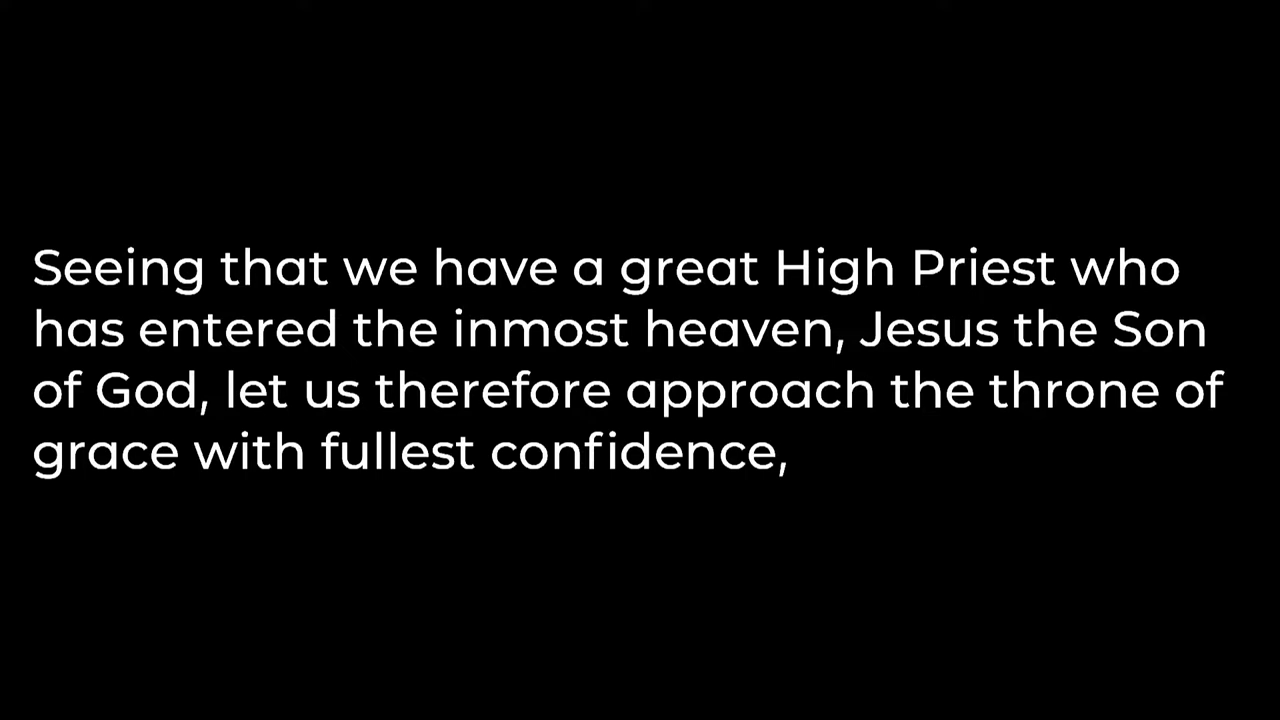 Seeing that we have a great High Priest who
has entered the inmost heaven, Jesus the Son
of God, let us therefore approach the throne of
grace with fullest confidence,